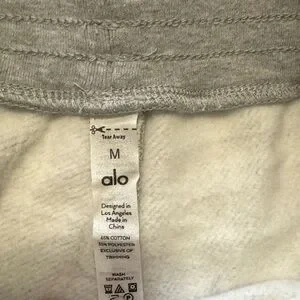 Tear Away
M
alo
Designed in
Los Angeles
Made in
China
65% COTTON
35% POLYESTER
EXCLUSIVE OF
TRIMMING
WASH
SEPARATELY